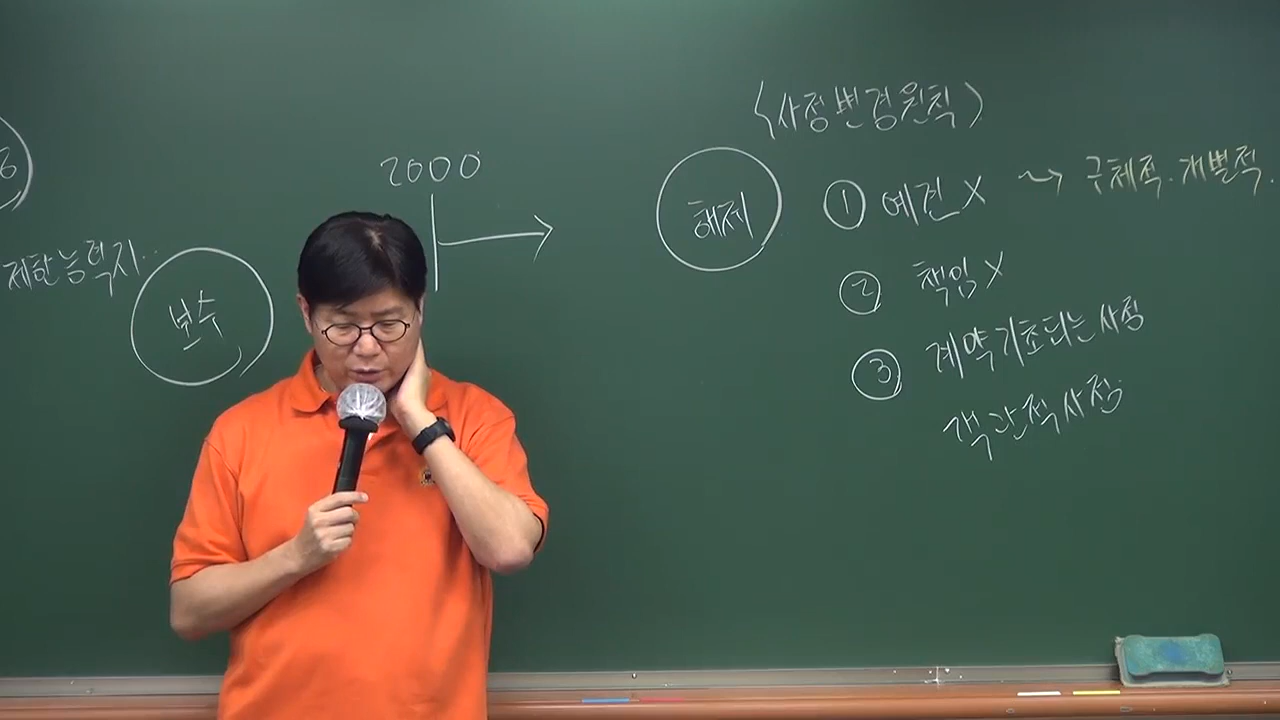 6
제한능력자..
보수
2000
<사정변경원칙>
해제
① 예견 X ~> 구체적. 개별적.
② 책임 X
③ 계약기초되는 사정
객관적 사정